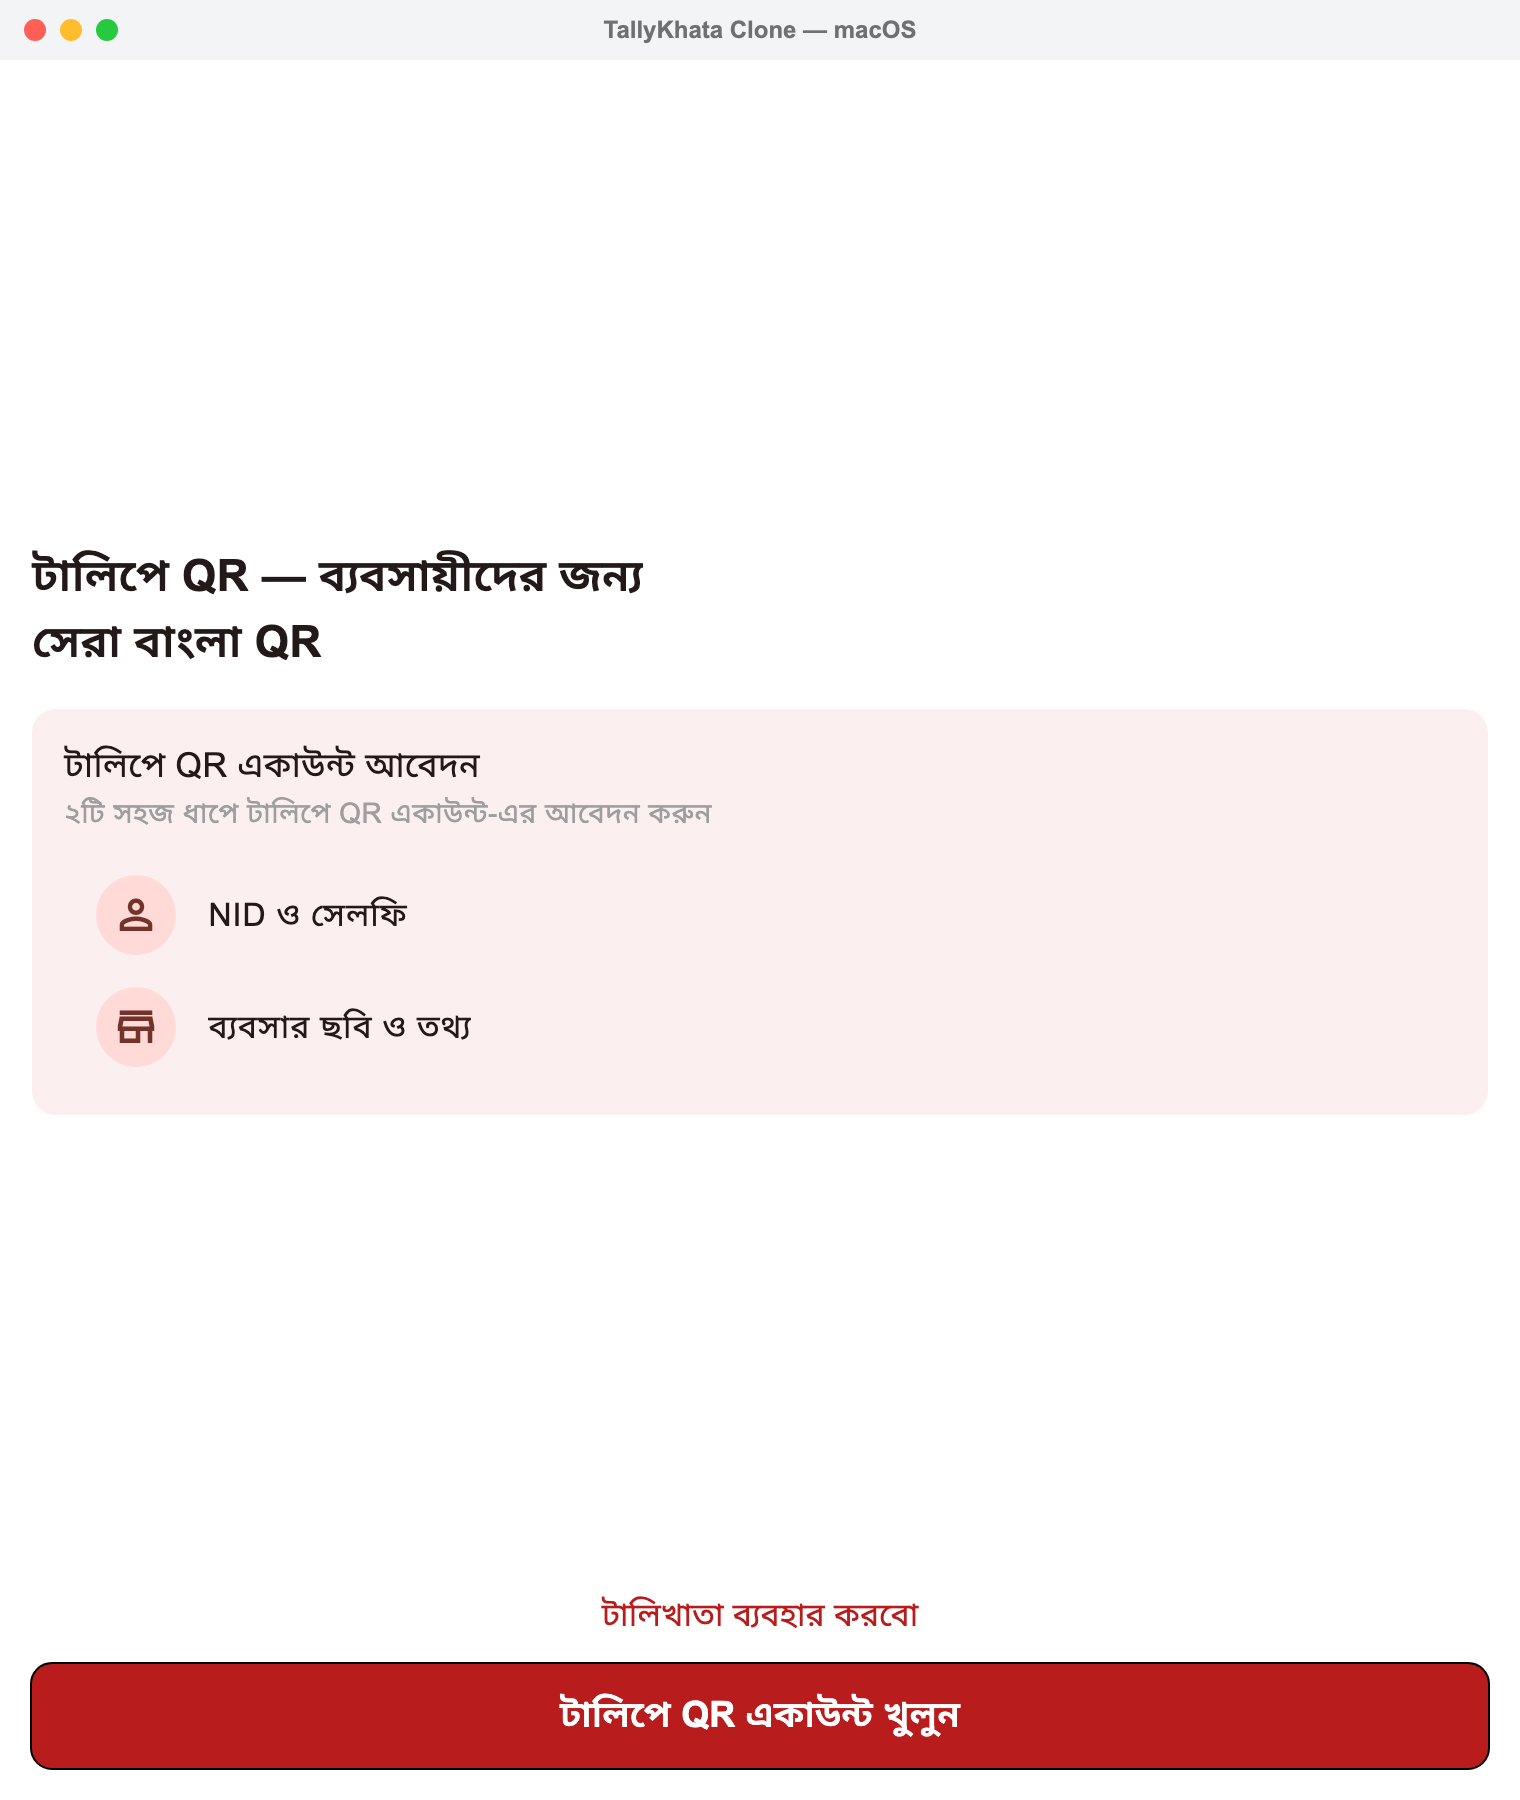 TallyKhata Clone — macOS
টালিপে QR — ব্যবসায়ীদের জন্য
সেরা বাংলা QR
টালিপে QR একাউন্ট আবেদন
২টি সহজ ধাপে টালিপে QR একাউন্ট-এর আবেদন করুন
NID ও সেলফি
ব্যবসার ছবি ও তথ্য
টালিখাতা ব্যবহার করবো
টালিপে QR একাউন্ট খুলুন